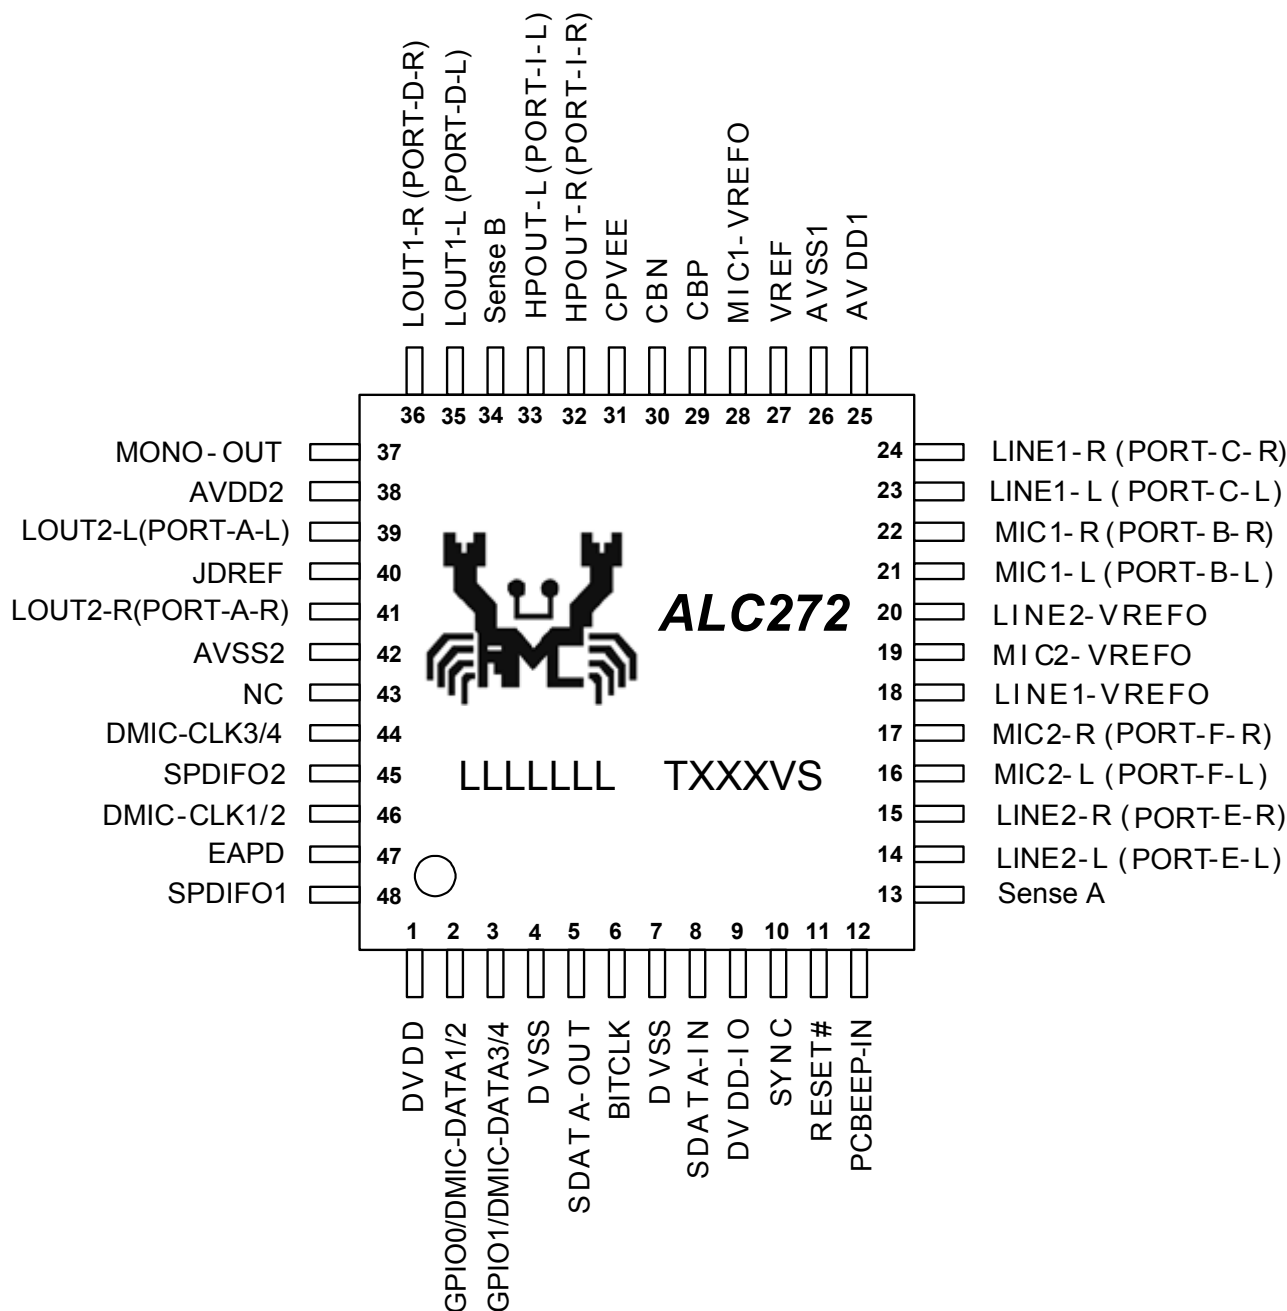 LOUT1-R (PORT-D-R)
LOUT1-L (PORT-D-L)
Sense B
HPOUT-L (PORT-I-L)
HPOUT-R (PORT-I-R)
CPVEE
CBN
CBP
MIC1-VREFO
VREF
AVSS1
AVDD1
36 35 34 33 32 31 30 29 28 27 26 25
MONO-OUT 37
AVDD2 38
LOUT2-L(PORT-A-L) 39
JDREF 40
LOUT2-R(PORT-A-R) 41
AVSS2 42
NC 43
DMIC-CLK3/4 44
SPDIFO2 45
DMIC-CLK1/2 46
EAPD 47
SPDIFO1 48
RMC
ALC272
LLLLLLL TXXXVS
24 LINE1-R (PORT-C-R)
23 LINE1-L (PORT-C-L)
22 MIC1-R (PORT-B-R)
21 MIC1-L (PORT-B-L)
20 LINE2-VREFO
19 MIC2-VREFO
18 LINE1-VREFO
17 MIC2-R (PORT-F-R)
16 MIC2-L (PORT-F-L)
15 LINE2-R (PORT-E-R)
14 LINE2-L (PORT-E-L)
13 Sense A
1 2 3 4 5 6 7 8 9 10 11 12
DVDD
GPIO0/DMIC-DATA1/2
GPIO1/DMIC-DATA3/4
DVSS
SDATA-OUT
BITCLK
DVSS
SDATA-IN
DVDD-IO
SYNC
RESET#
PCBEEP-IN